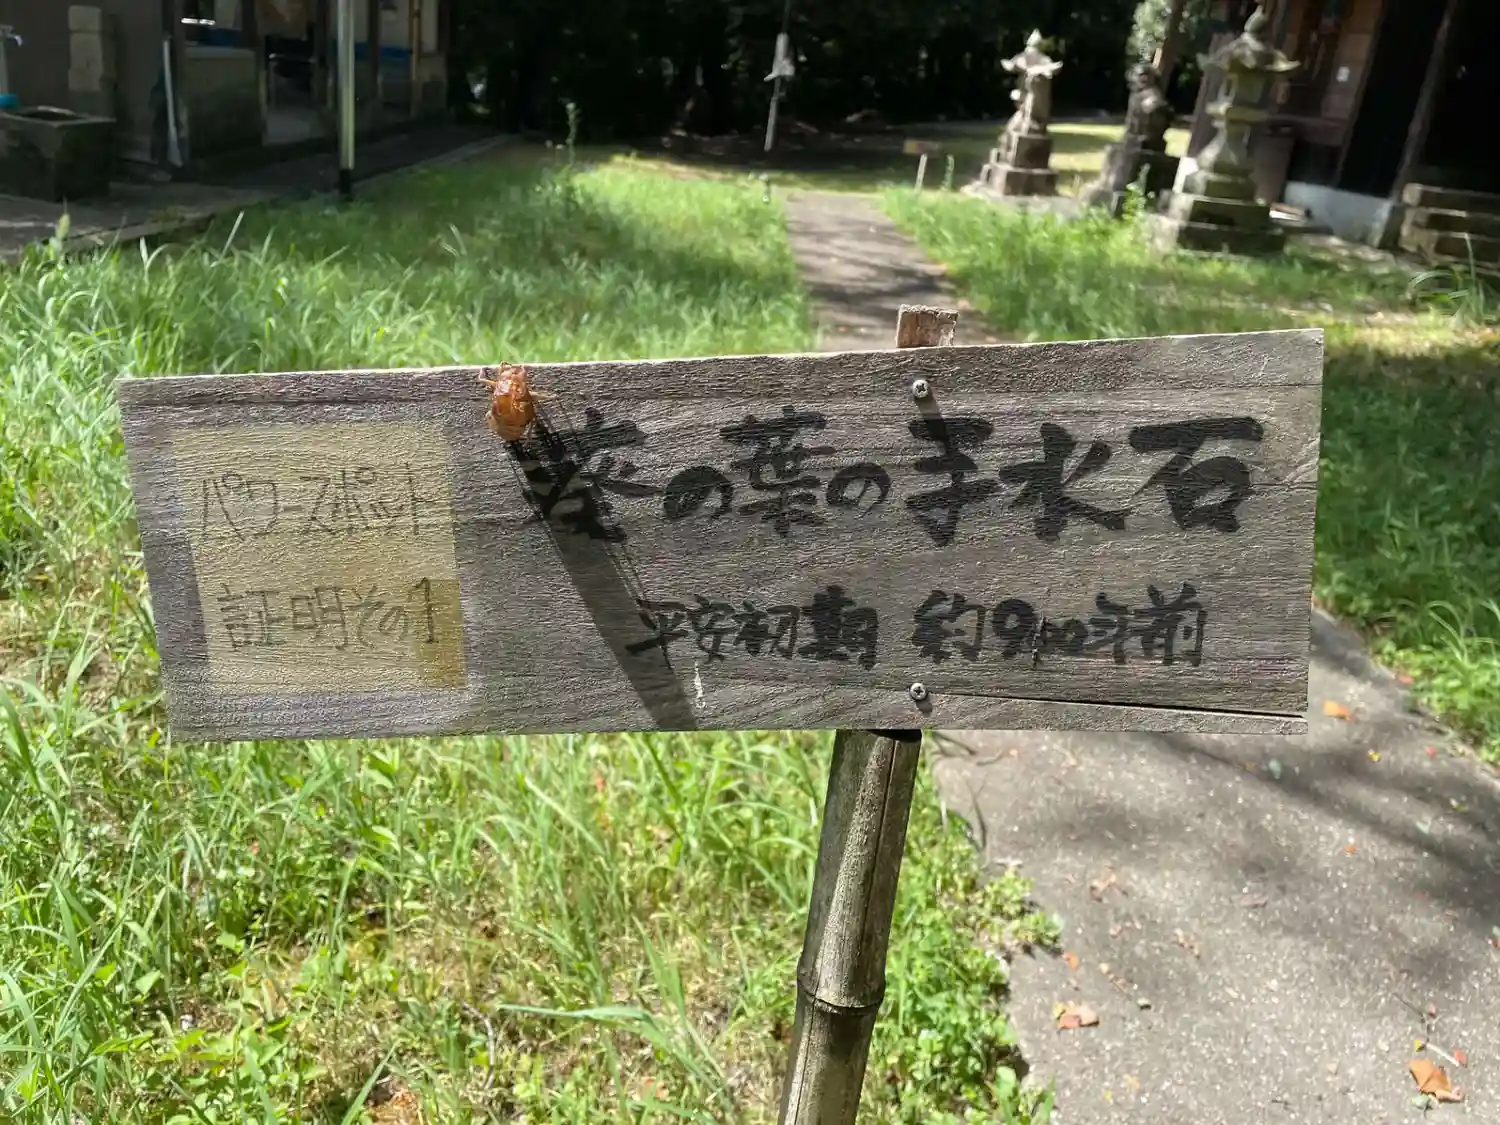 パワースポット
証明その1
葵の葉の手水石
平安初期 約900年前